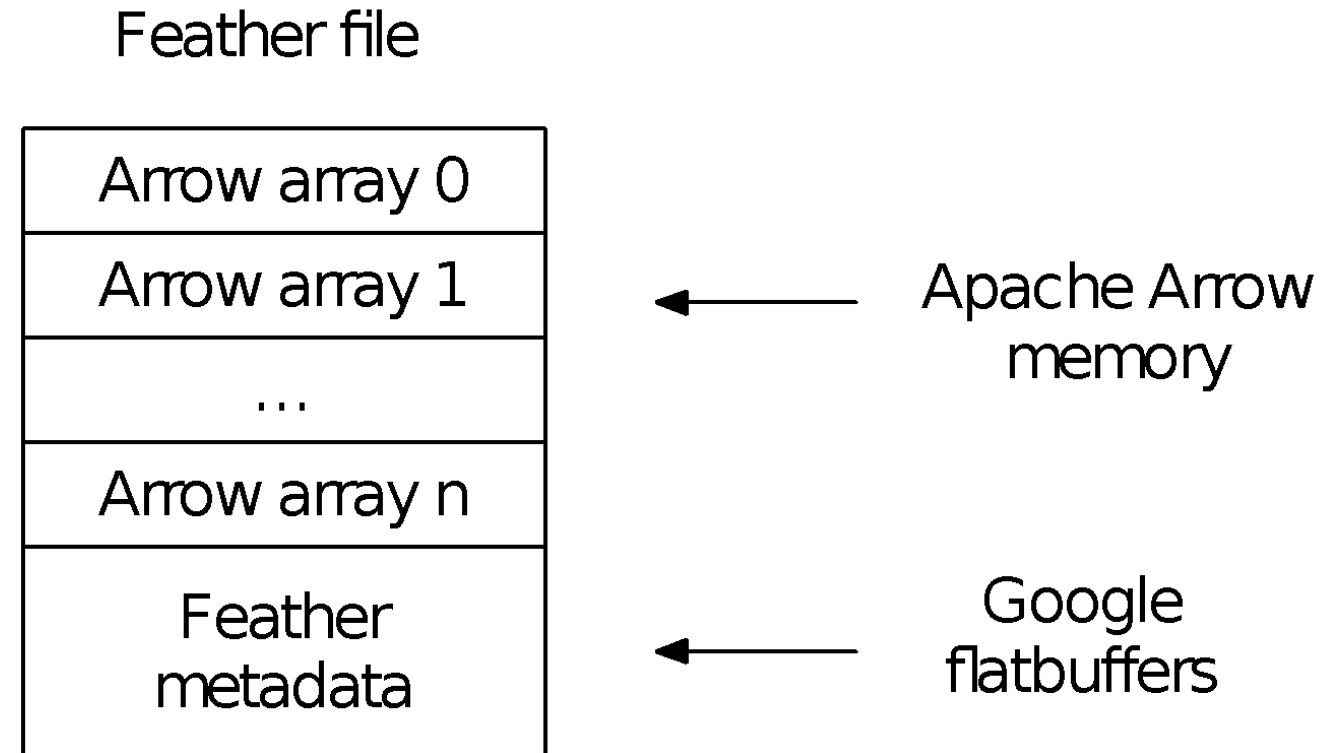 Feather file
Arrow array 0
Arrow array 1
...
Arrow array n
Feather
metadata
Apache Arrow
memory
Google
flatbuffers